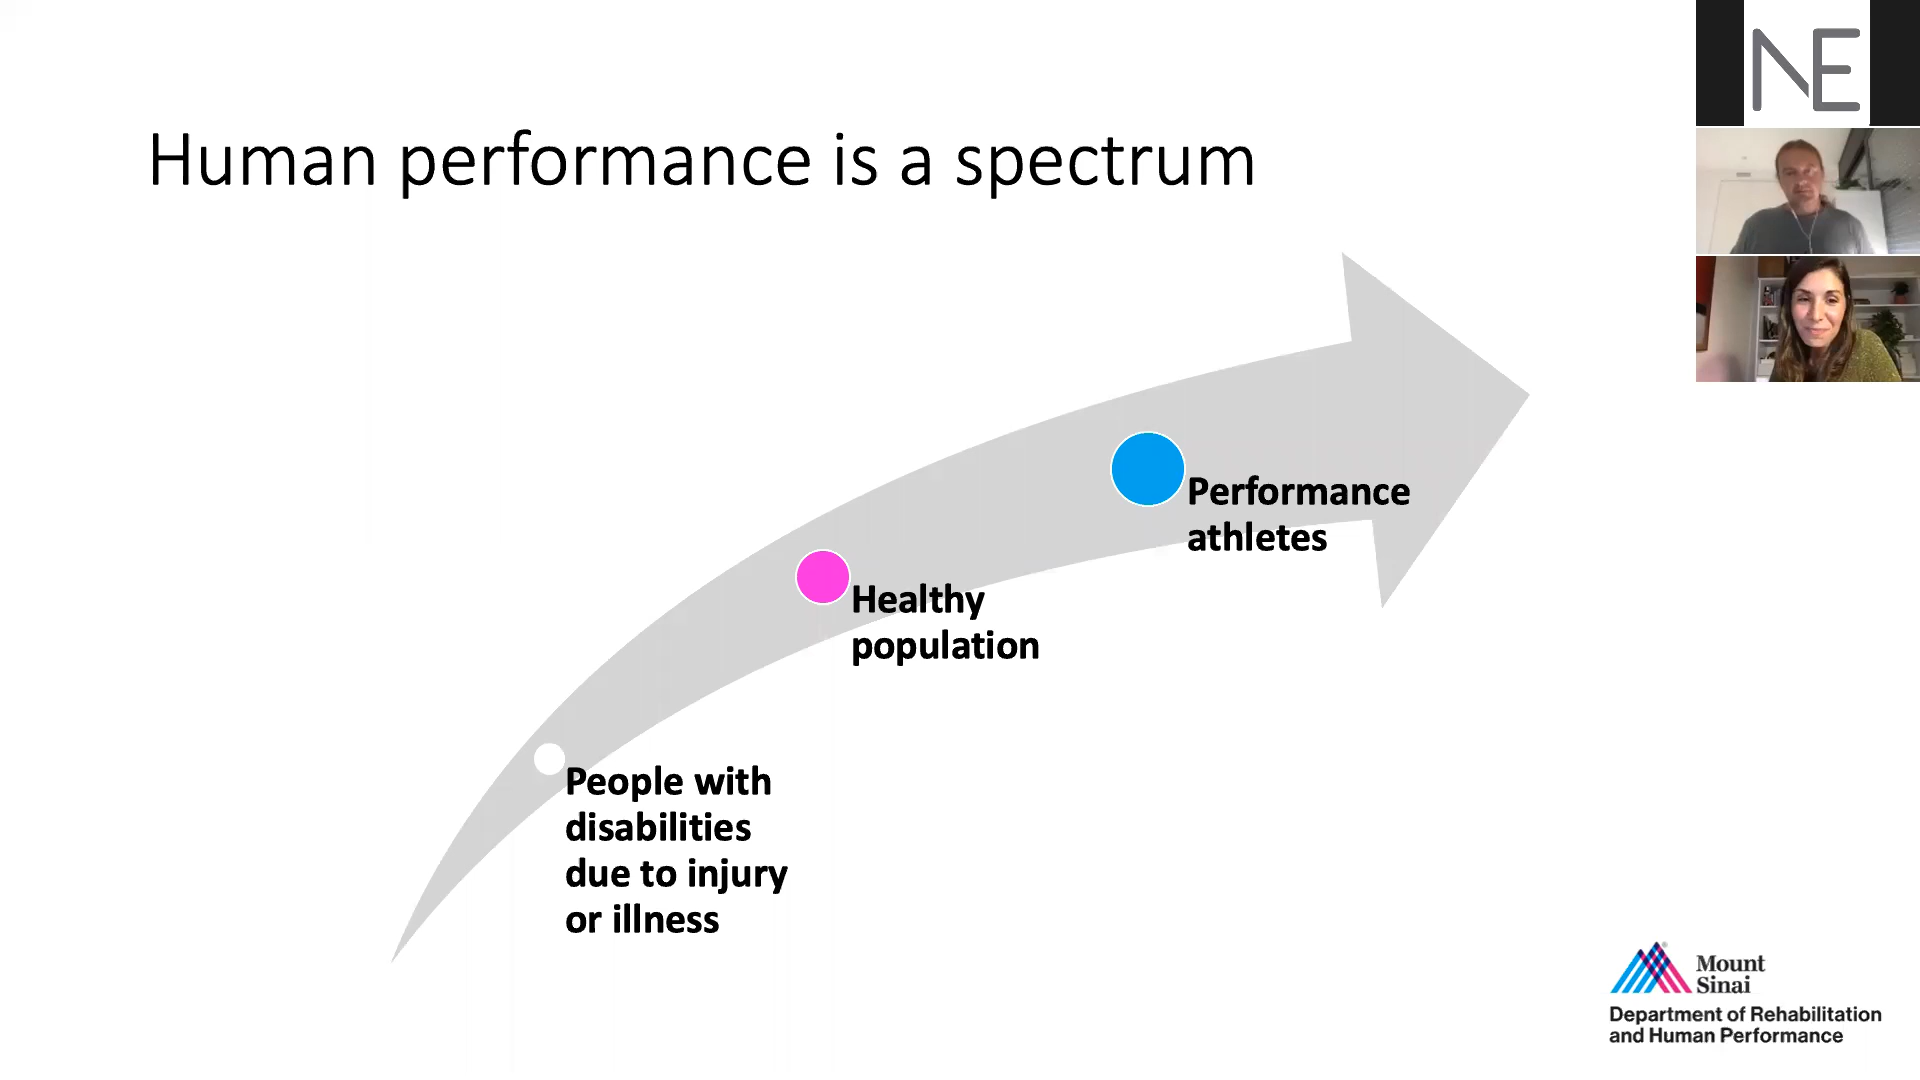 NE
Human performance is a spectrum
Performance
athletes
Healthy
population
People with
disabilities
due to injury
or illness
Mount
Sinai
Department of Rehabilitation
and Human Performance